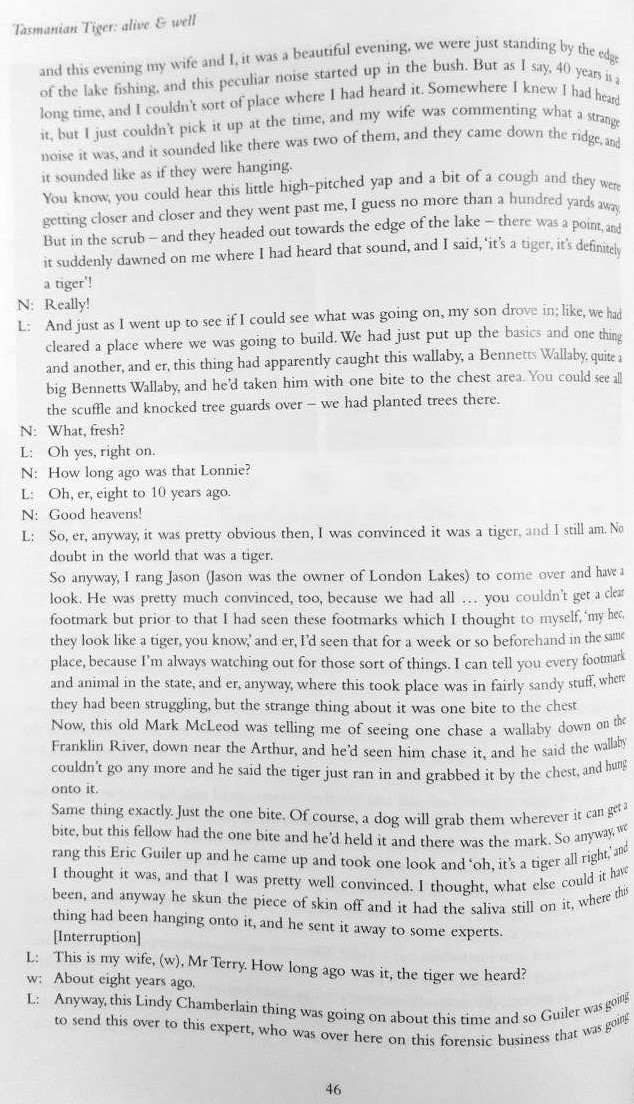 Tasmanian Tiger: alive & well
and this evening my wife and I, it was a beautiful evening, we were just standing by the edge
of the lake fishing, and this peculiar noise started up in the bush. But as I say, 40 years is a
long time, and I couldn't sort of place where I had heard it. Somewhere I knew I had heard
it, but I just couldn't pick it up at the time, and my wife was commenting what a strange
noise it was, and it sounded like there was two of them, and they came down the ridge, and
it sounded like as if they were hanging.
You know, you could hear this little high-pitched yap and a bit of a cough and they were
getting closer and closer and they went past me, I guess no more than a hundred yards away.
But in the scrub – and they headed out towards the edge of the lake – there was a point, and
it suddenly dawned on me where I had heard that sound, and I said, 'it's a tiger, it's definitely
a tiger'!
N: Really!
L: And just as I went up to see if I could see what was going on, my son drove in; like, we had
cleared a place where we was going to build. We had just put up the basics and one thing
and another, and er, this thing had apparently caught this wallaby, a Bennetts Wallaby, quite a
big Bennetts Wallaby, and he'd taken him with one bite to the chest area. You could see all
the scuffle and knocked tree guards over – we had planted trees there.
N: What, fresh?
L: Oh yes, right on.
N: How long ago was that Lonnie?
L: Oh, er, eight to 10 years ago.
N: Good heavens!
L: So, er, anyway, it was pretty obvious then, I was convinced it was a tiger, and I still am. No
doubt in the world that was a tiger.
So anyway, I rang Jason (Jason was the owner of London Lakes) to come over and have a
look. He was pretty much convinced, too, because we had all … you couldn't get a clear
footmark but prior to that I had seen these footmarks which I thought to myself, 'my hec,
they look like a tiger, you know,' and er, I'd seen that for a week or so beforehand in the same
place, because I'm always watching out for those sort of things. I can tell you every footmark
and animal in the state, and er, anyway, where this took place was in fairly sandy stuff, where
they had been struggling, but the strange thing about it was one bite to the chest
Now, this old Mark McLeod was telling me of seeing one chase a wallaby down on the
Franklin River, down near the Arthur, and he'd seen him chase it, and he said the wallaby
couldn't go any more and he said the tiger just ran in and grabbed it by the chest, and hung
onto it.
Same thing exactly. Just the one bite. Of course, a dog will grab them wherever it can get a
bite, but this fellow had the one bite and he'd held it and there was the mark. So anyway, we
rang this Eric Guiler up and he came up and took one look and 'oh, it's a tiger all right,' and
I thought it was, and that I was pretty well convinced. I thought, what else could it have
been, and anyway he skun the piece of skin off and it had the saliva still on it, where this
thing had been hanging onto it, and he sent it away to some experts.
[Interruption]
L: This is my wife, (w), Mr Terry. How long ago was it, the tiger we heard?
w: About eight years ago.
L: Anyway, this Lindy Chamberlain thing was going on about this time and so Guiler was going
to send this over to this expert, who was over here on this forensic business that was going
46